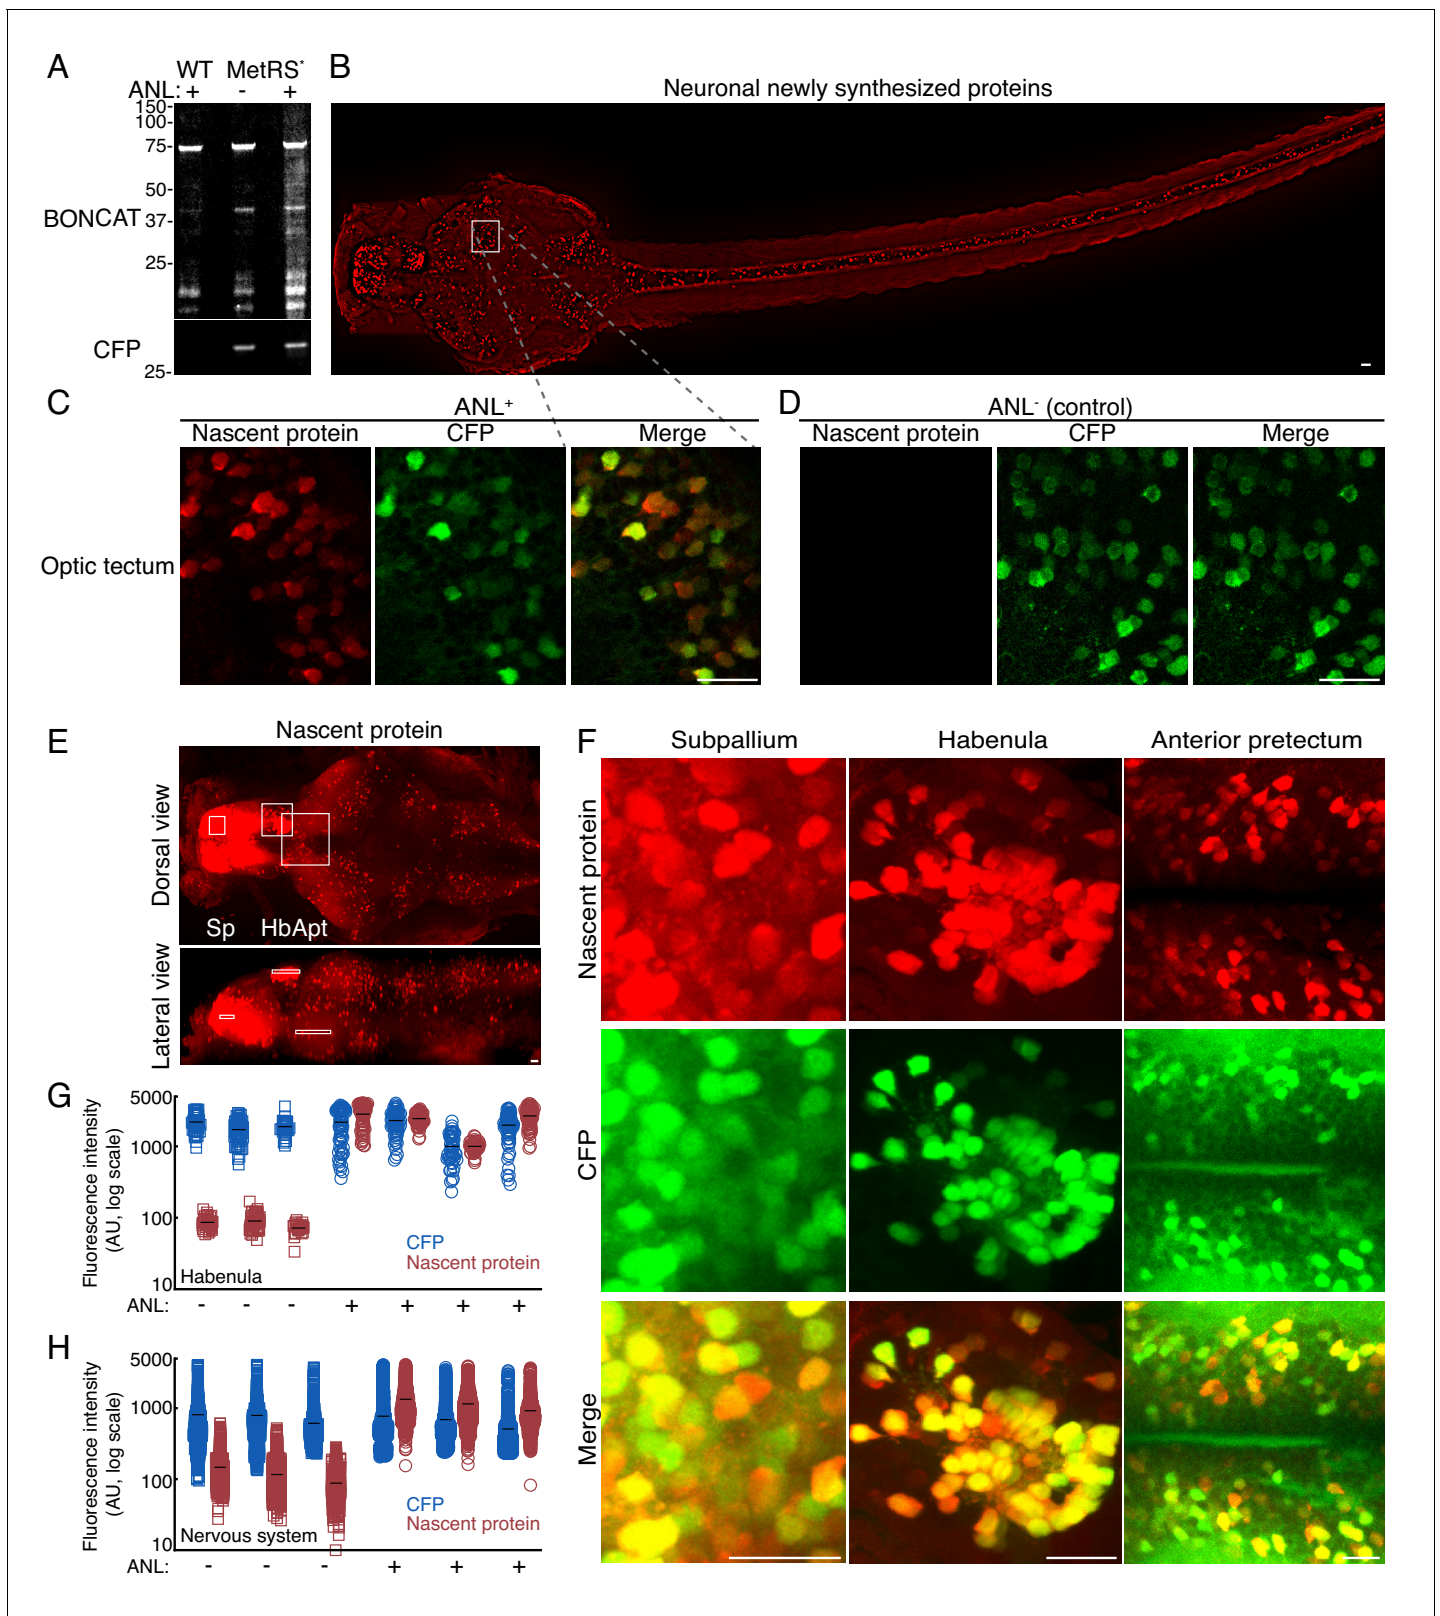 A
WT MetRS*
ANL: + - +
150-
100-
75-
50-
37-
25-
BONCAT
CFP
25-
B
Neuronal newly synthesized proteins
C
ANL+
Nascent protein CFP Merge
Optic tectum
D
ANL- (control)
Nascent protein CFP Merge
E
Nascent protein
Dorsal view
Sp HbApt
Lateral view
F
Subpallium Habenula Anterior pretectum
Nascent protein
CFP
Merge
G
Fluorescence intensity
(AU, log scale)
5000
1000
100
10
CFP
Nascent protein
Habenula
ANL: - - - + + + +
H
Fluorescence intensity
(AU, log scale)
5000
1000
100
10
CFP
Nascent protein
Nervous system
ANL: - - - + + +